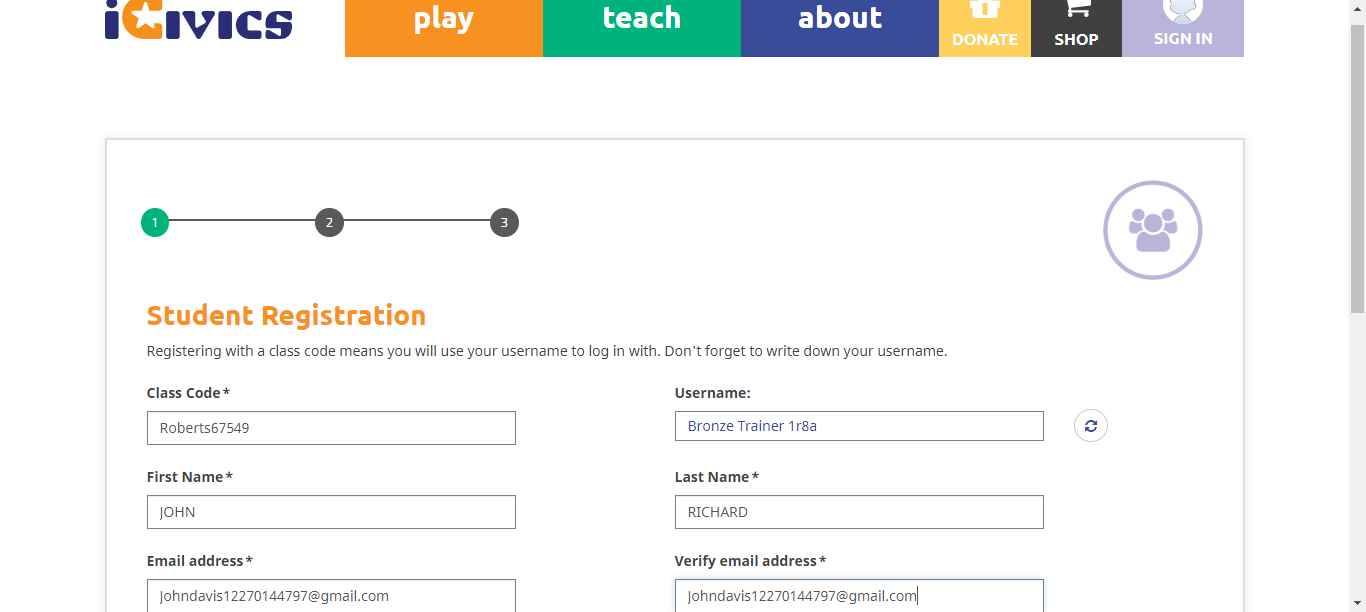 iCivics
play
teach
about
DONATE
SHOP
SIGN IN
1
2
3
Student Registration
Registering with a class code means you will use your username to log in with. Don't forget to write down your username.
Class Code*
Username:
Roberts67549
Bronze Trainer 1r8a
First Name*
Last Name*
JOHN
RICHARD
Email address*
Verify email address*
Johndavis12270144797@gmail.com
Johndavis12270144797@gmail.com